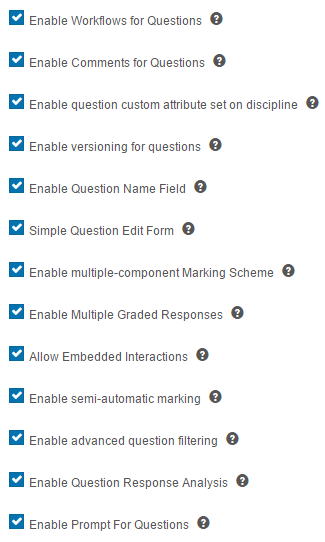 Enable Workflows for Questions ?
Enable Comments for Questions ?
Enable question custom attribute set on discipline ?
Enable versioning for questions ?
Enable Question Name Field ?
Simple Question Edit Form ?
Enable multiple-component Marking Scheme ?
Enable Multiple Graded Responses ?
Allow Embedded Interactions ?
Enable semi-automatic marking ?
Enable advanced question filtering ?
Enable Question Response Analysis ?
Enable Prompt For Questions ?